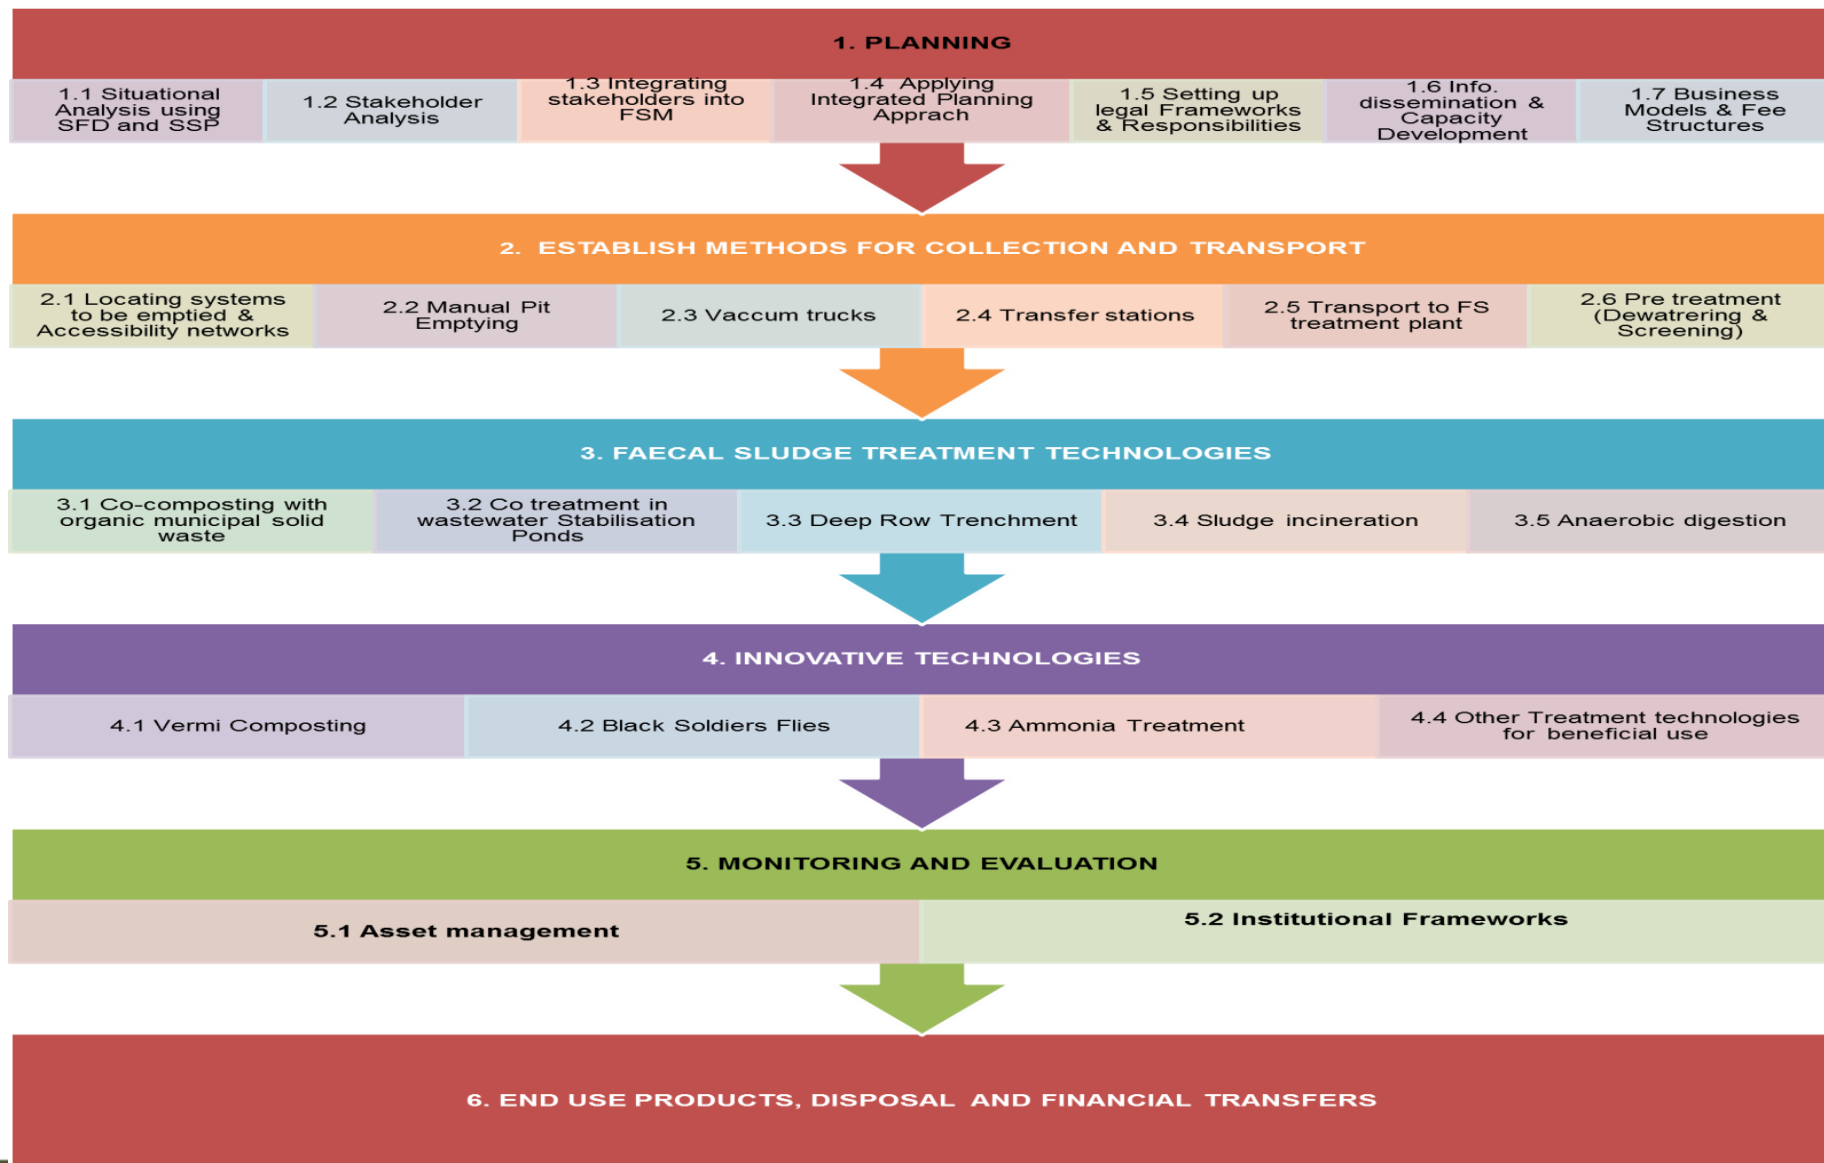 1. PLANNING
1.1 Situational
Analysis using
SFD and SSP
1.2 Stakeholder
Analysis
1.3 Integrating
stakeholders into
FSM
1.4 Applying
Integrated Planning
Apprach
1.5 Setting up
legal Frameworks
& Responsibilities
1.6 Info.
dissemination &
Capacity
Development
1.7 Business
Models & Fee
Structures
2. ESTABLISH METHODS FOR COLLECTION AND TRANSPORT
2.1 Locating systems
to be emptied &
Accessibility networks
2.2 Manual Pit
Emptying
2.3 Vaccum trucks
2.4 Transfer stations
2.5 Transport to FS
treatment plant
2.6 Pre treatment
(Dewatrering &
Screening)
3. FAECAL SLUDGE TREATMENT TECHNOLOGIES
3.1 Co-composting with
organic municipal solid
waste
3.2 Co treatment in
wastewater Stabilisation
Ponds
3.3 Deep Row Trenchment
3.4 Sludge incineration
3.5 Anaerobic digestion
4. INNOVATIVE TECHNOLOGIES
4.1 Vermi Composting
4.2 Black Soldiers Flies
4.3 Ammonia Treatment
4.4 Other Treatment technologies
for beneficial use
5. MONITORING AND EVALUATION
5.1 Asset management
5.2 Institutional Frameworks
6. END USE PRODUCTS, DISPOSAL AND FINANCIAL TRANSFERS